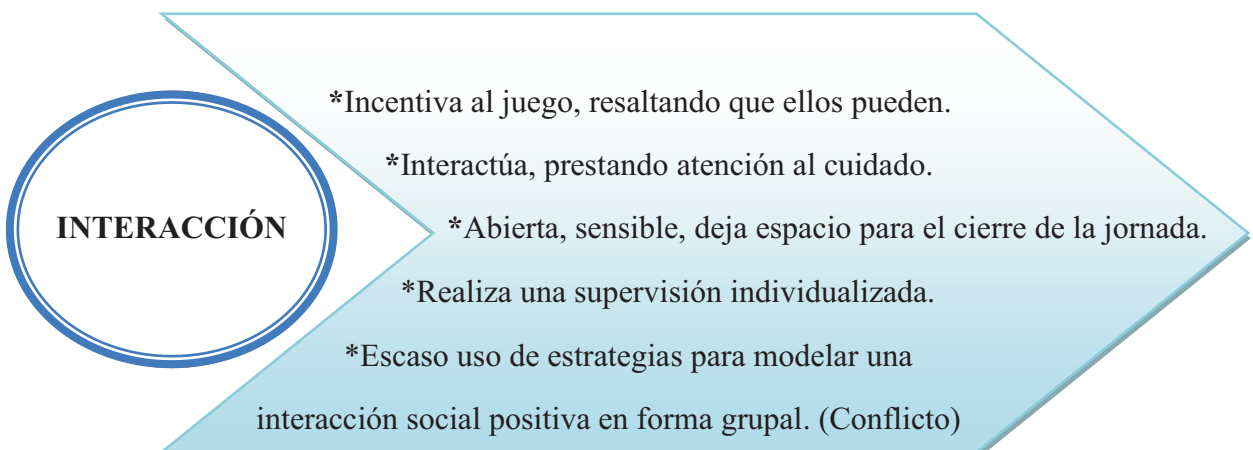 INTERACCIÓN
*Incentiva al juego, resaltando que ellos pueden.
*Interactúa, prestando atención al cuidado.
*Abierta, sensible, deja espacio para el cierre de la jornada.
*Realiza una supervisión individualizada.
*Escaso uso de estrategias para modelar una
interacción social positiva en forma grupal. (Conflicto)